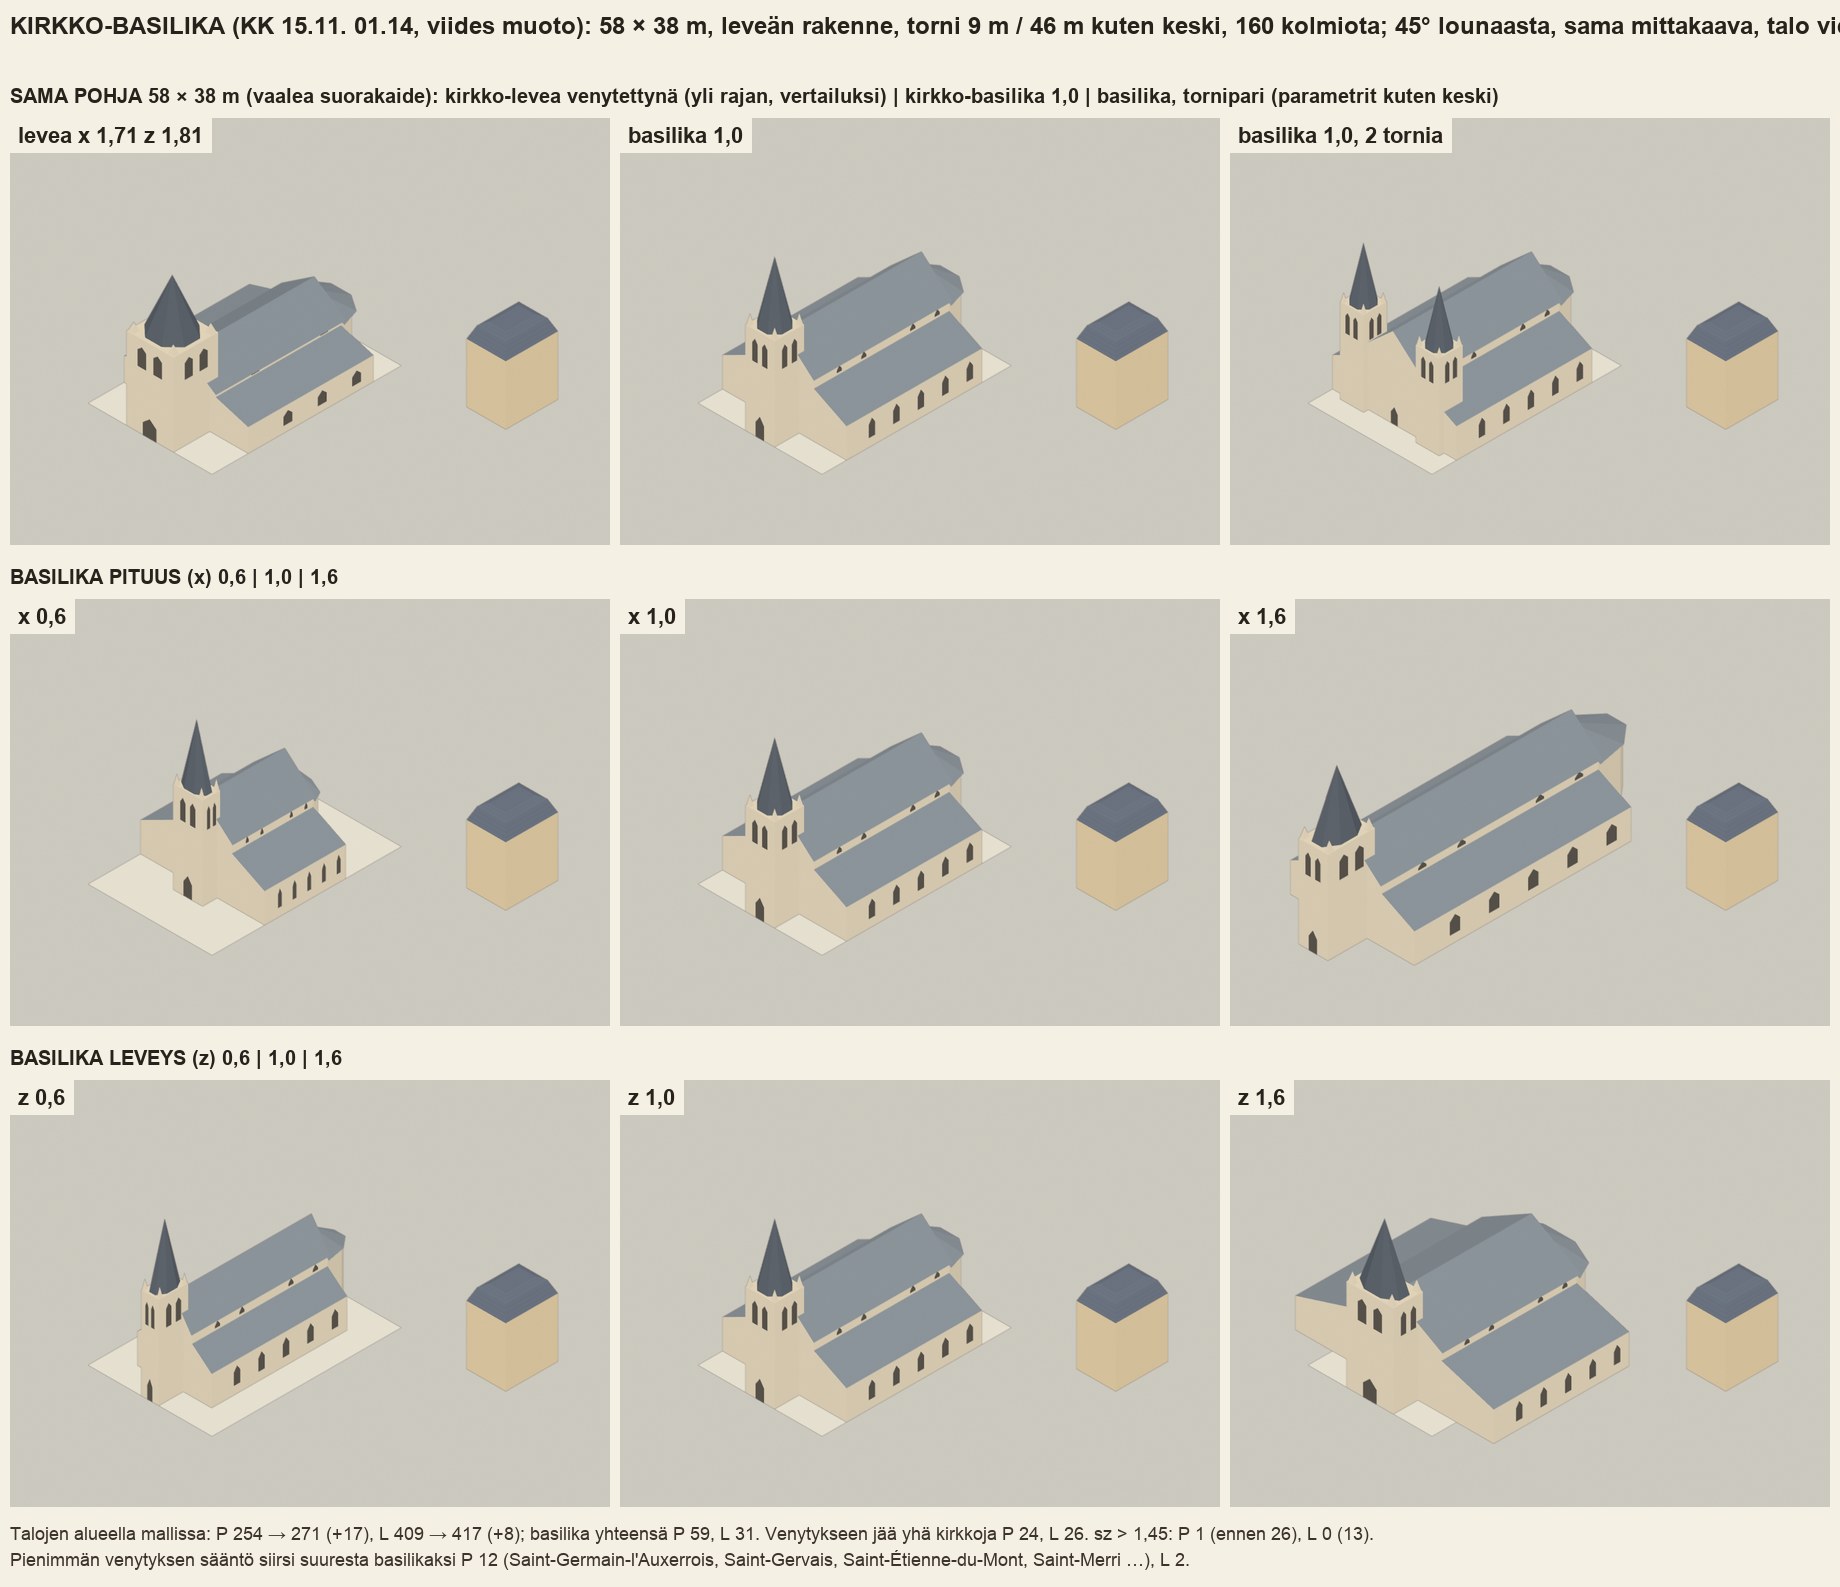 KIRKKO-BASILIKA (KK 15.11. 01.14, viides muoto): 58 × 38 m, leveän rakenne, torni 9 m / 46 m kuten keski, 160 kolmiota; 45° lounaasta, sama mittakaava, talo
SAMA POHJA 58 × 38 m (vaalea suorakaide): kirkko-levea venytettynä (yli rajan, vertailuksi) | kirkko-basilika 1,0 | basilika, tornipari (parametrit kuten keski)
levea x 1,71 z 1,81
basilika 1,0
basilika 1,0, 2 tornia
BASILIKA PITUUS (x) 0,6 | 1,0 | 1,6
x 0,6
x 1,0
x 1,6
BASILIKA LEVEYS (z) 0,6 | 1,0 | 1,6
z 0,6
z 1,0
z 1,6
Talojen alueella mallissa: P 254 → 271 (+17), L 409 → 417 (+8); basilika yhteensä P 59, L 31. Venytykseen jää yhä kirkkoja P 24, L 26. sz > 1,45: P 1 (ennen 26), L 0 (13).
Pienimmän venytyksen sääntö siirsi suuresta basilikaksi P 12 (Saint-Germain-l'Auxerrois, Saint-Gervais, Saint-Étienne-du-Mont, Saint-Merri …), L 2.